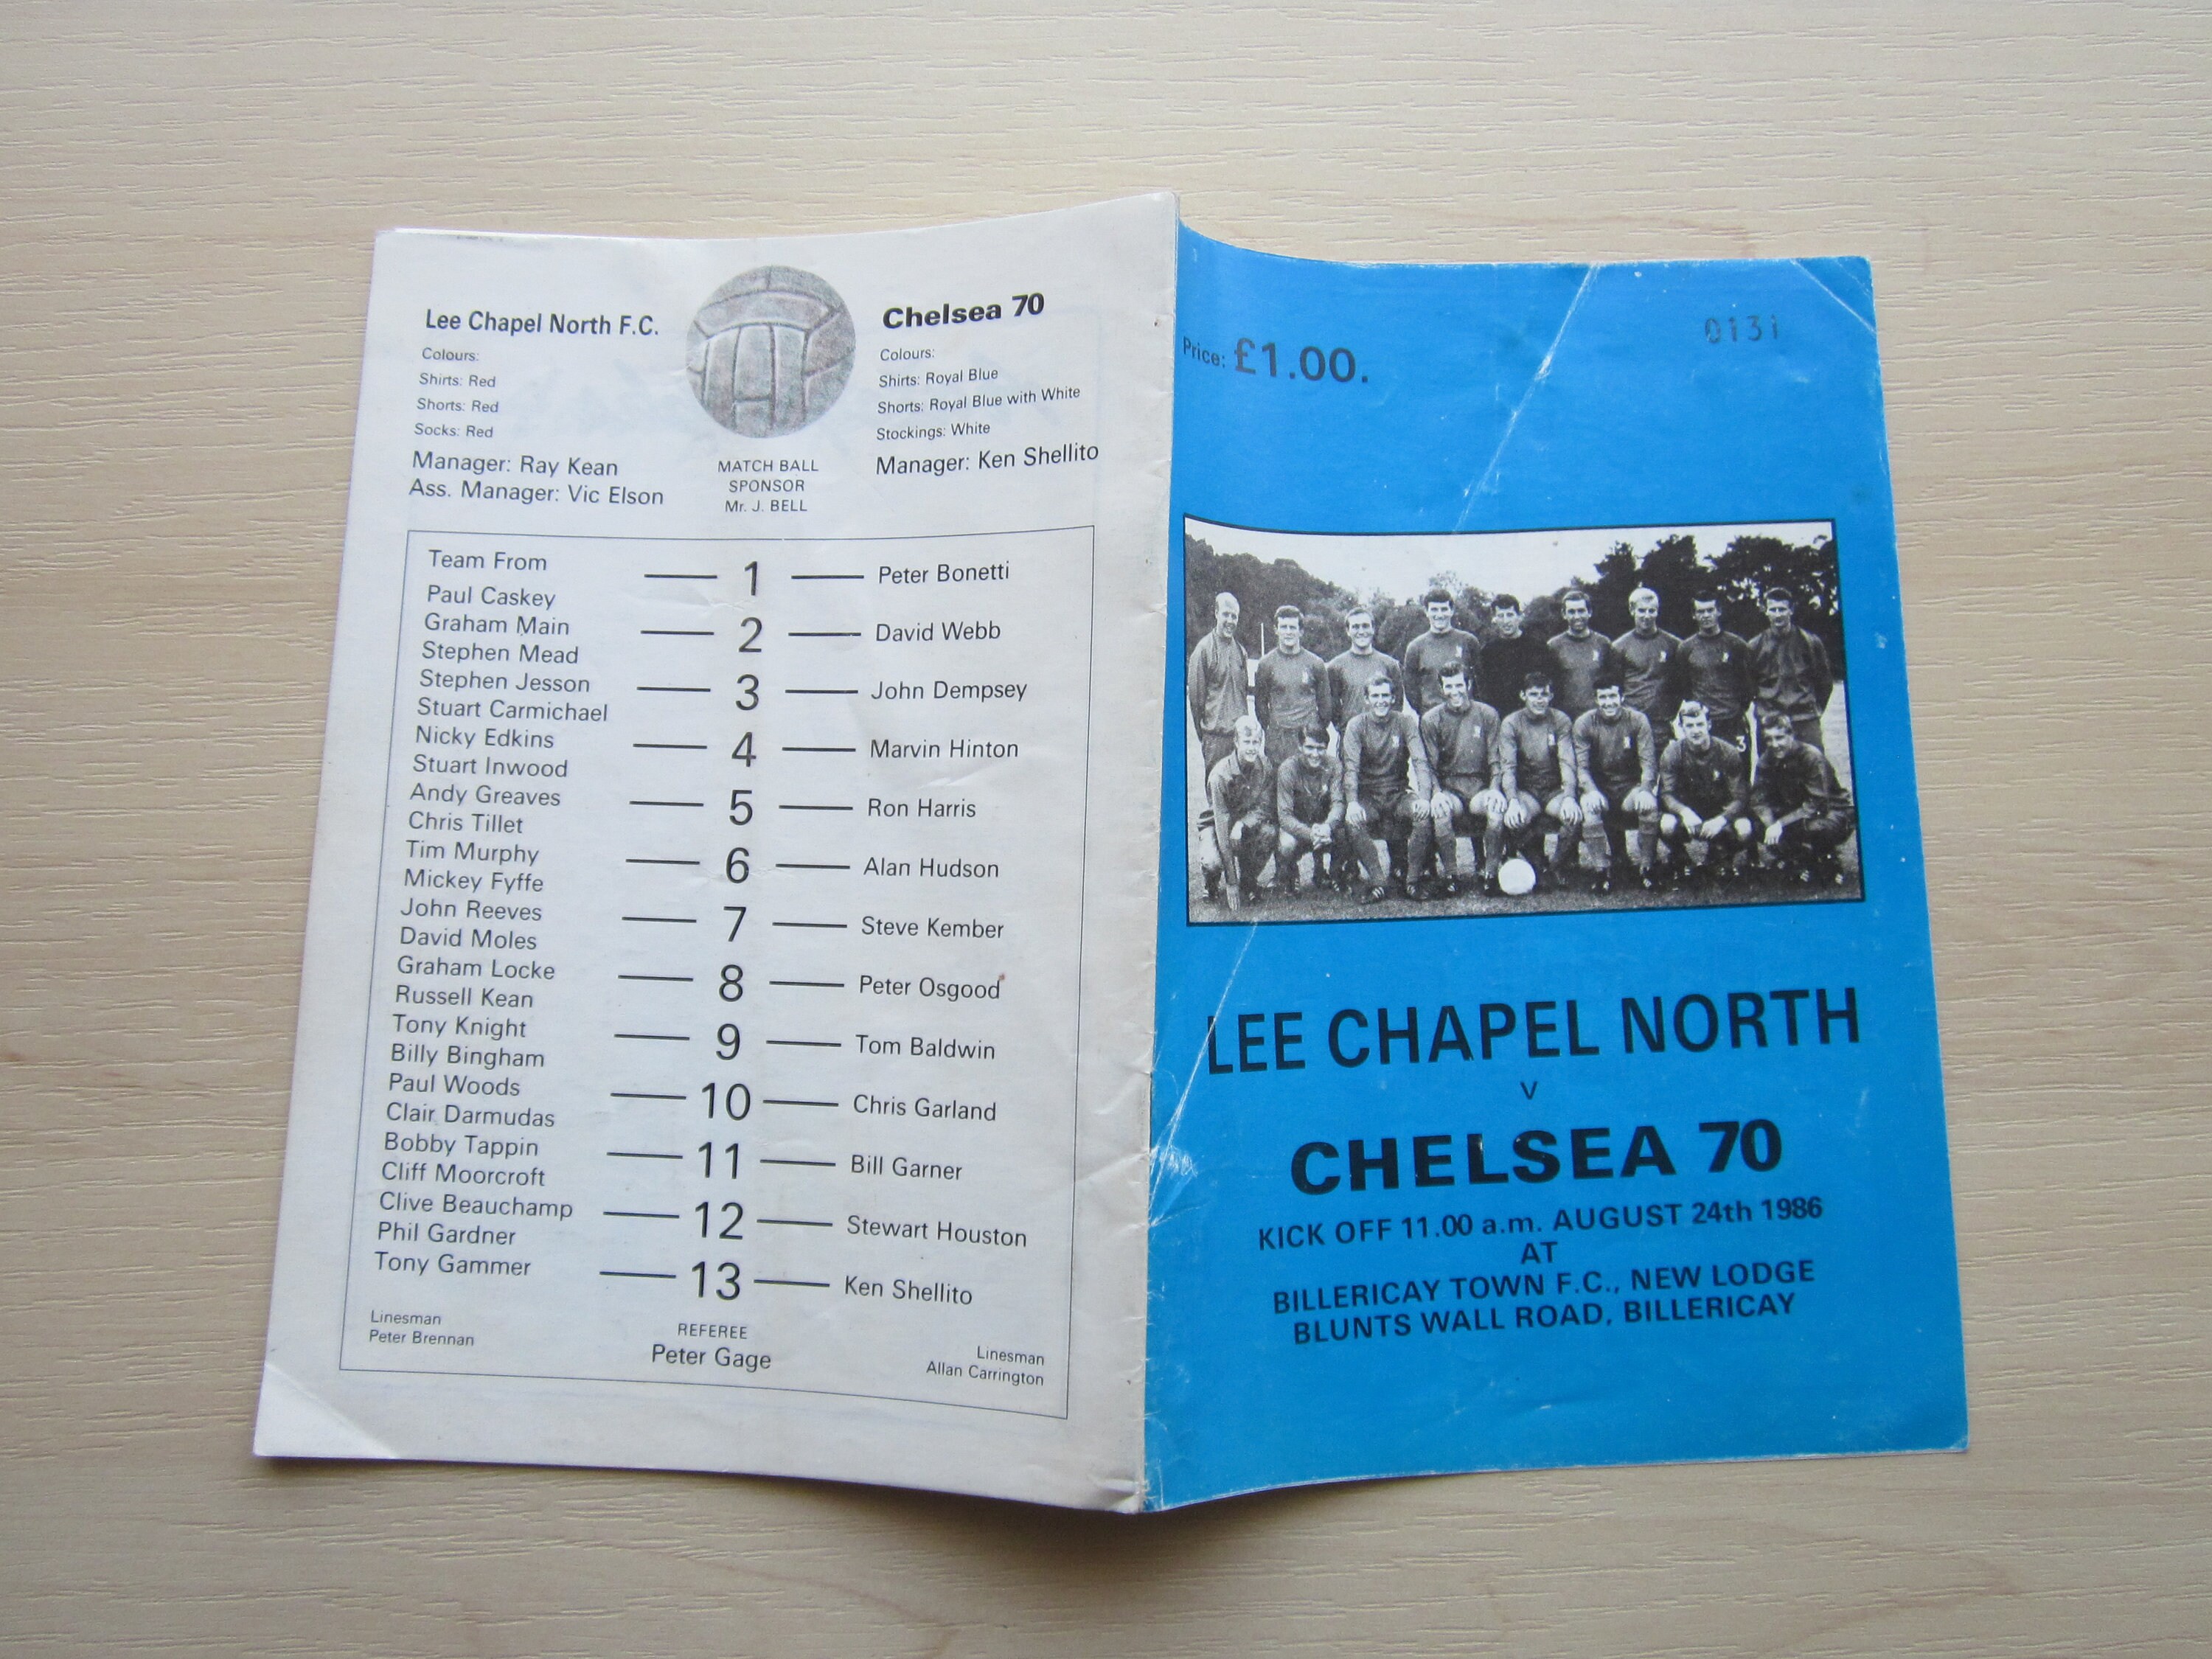 Lee Chapel North F.C.
Colours:
Shirts: Red
Shorts: Red
Socks: Red
Manager: Ray Kean
Ass. Manager: Vic Elson
MATCH BALL
SPONSOR
Mr. J. BELL
Chelsea 70
Colours:
Shirts: Royal Blue
Shorts: Royal Blue with White
Stockings: White
Manager: Ken Shellito
Team From
Paul Caskey
Graham Main
Stephen Mead
Stephen Jesson
Stuart Carmichael
Nicky Edkins
Stuart Inwood
Andy Greaves
Chris Tillet
Tim Murphy
Mickey Fyffe
John Reeves
David Moles
Graham Locke
Russell Kean
Tony Knight
Billy Bingham
Paul Woods
Clair Darmudas
Bobby Tappin
Cliff Moorcroft
Clive Beauchamp
Phil Gardner
Tony Gammer
1 Peter Bonetti
2 David Webb
3 John Dempsey
4 Marvin Hinton
5 Ron Harris
6 Alan Hudson
7 Steve Kember
8 Peter Osgood
9 Tom Baldwin
10 Chris Garland
11 Bill Garner
12 Stewart Houston
13 Ken Shellito
Linesman
Peter Brennan
REFEREE
Peter Gage
Linesman
Allan Carrington
Price: £1.00.
0131
3
LEE CHAPEL NORTH
v
CHELSEA 70
KICK OFF 11.00 a.m. AUGUST 24th 1986
AT
BILLERICAY TOWN F.C., NEW LODGE
BLUNTS WALL ROAD, BILLERICAY